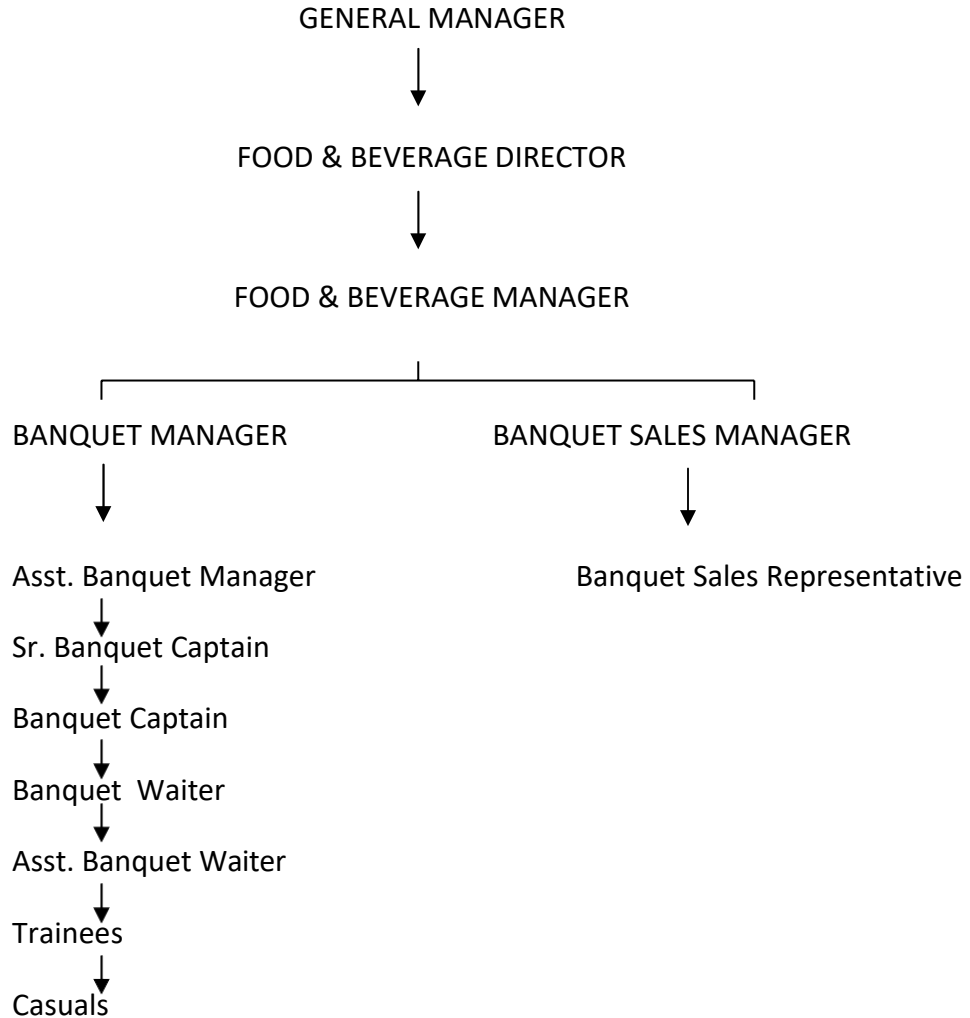 GENERAL MANAGER
FOOD & BEVERAGE DIRECTOR
FOOD & BEVERAGE MANAGER
BANQUET MANAGER
BANQUET SALES MANAGER
Asst. Banquet Manager
Banquet Sales Representative
Sr. Banquet Captain
Banquet Captain
Banquet Waiter
Asst. Banquet Waiter
Trainees
Casuals